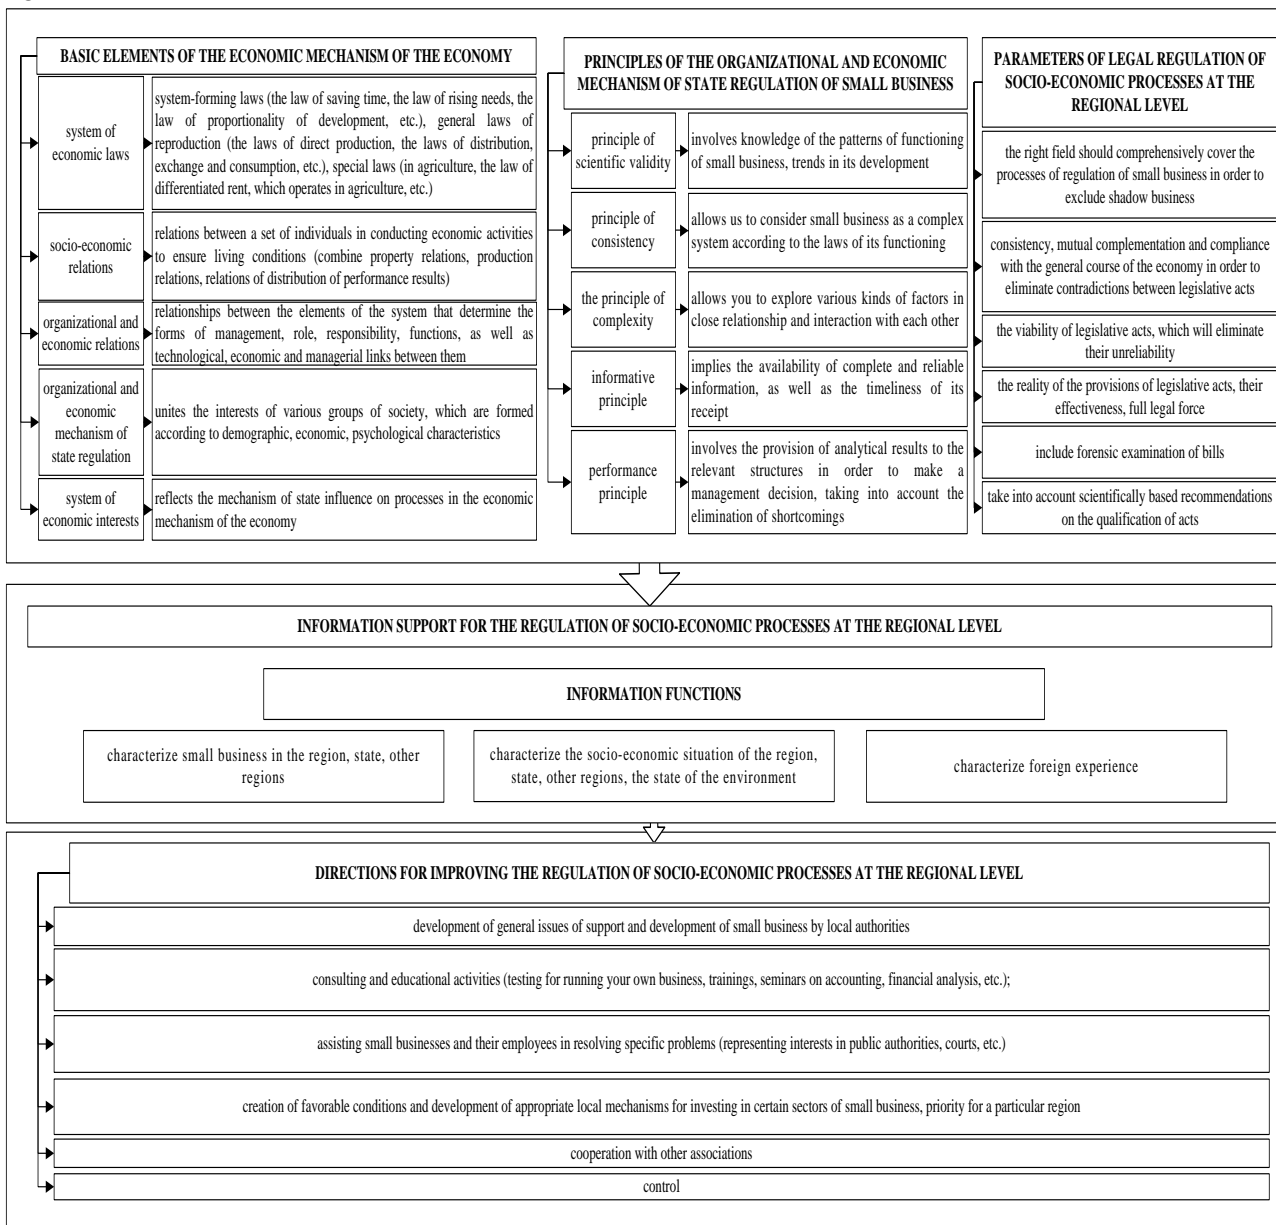 BASIC ELEMENTS OF THE ECONOMIC MECHANISM OF THE ECONOMY
system of
economic laws
system-forming laws (the law of saving time, the law of rising needs, the
law of proportionality of development, etc.), general laws of
reproduction (the laws of direct production, the laws of distribution,
exchange and consumption, etc.), special laws (in agriculture, the law of
differentiated rent, which operates in agriculture, etc.)
socio-economic
relations
relations between a set of individuals in conducting economic activities
to ensure living conditions (combine property relations, production
relations, relations of distribution of performance results)
organizational and
economic relations
relationships between the elements of the system that determine the
forms of management, role, responsibility, functions, as well as
technological, economic and managerial links between them
organizational and
economic
mechanism of
state regulation
unites the interests of various groups of society, which are formed
according to demographic, economic, psychological characteristics
system of
economic interests
reflects the mechanism of state influence on processes in the economic
mechanism of the economy
PRINCIPLES OF THE ORGANIZATIONAL AND ECONOMIC
MECHANISM OF STATE REGULATION OF SMALL BUSINESS
principle of
scientific validity
involves knowledge of the patterns of functioning
of small business, trends in its development
principle of
consistency
allows us to consider small business as a complex
system according to the laws of its functioning
the principle of
complexity
allows you to explore various kinds of factors in
close relationship and interaction with each other
informative
principle
implies the availability of complete and reliable
information, as well as the timeliness of its
receipt
performance
principle
involves the provision of analytical results to the
relevant structures in order to make a
management decision, taking into account the
elimination of shortcomings
PARAMETERS OF LEGAL REGULATION OF
SOCIO-ECONOMIC PROCESSES AT THE
REGIONAL LEVEL
the right field should comprehensively cover the
processes of regulation of small business in order to
exclude shadow business
consistency, mutual complementation and compliance
with the general course of the economy in order to
eliminate contradictions between legislative acts
the viability of legislative acts, which will eliminate
their unreliability
the reality of the provisions of legislative acts, their
effectiveness, full legal force
include forensic examination of bills
take into account scientifically based recommendations
on the qualification of acts
INFORMATION SUPPORT FOR THE REGULATION OF SOCIO-ECONOMIC PROCESSES AT THE REGIONAL LEVEL
INFORMATION FUNCTIONS
characterize small business in the region, state, other
regions
characterize the socio-economic situation of the region,
state, other regions, the state of the environment
characterize foreign experience
DIRECTIONS FOR IMPROVING THE REGULATION OF SOCIO-ECONOMIC PROCESSES AT THE REGIONAL LEVEL
development of general issues of support and development of small business by local authorities
consulting and educational activities (testing for running your own business, trainings, seminars on accounting, financial analysis, etc.);
assisting small businesses and their employees in resolving specific problems (representing interests in public authorities, courts, etc.)
creation of favorable conditions and development of appropriate local mechanisms for investing in certain sectors of small business, priority for a particular region
cooperation with other associations
control